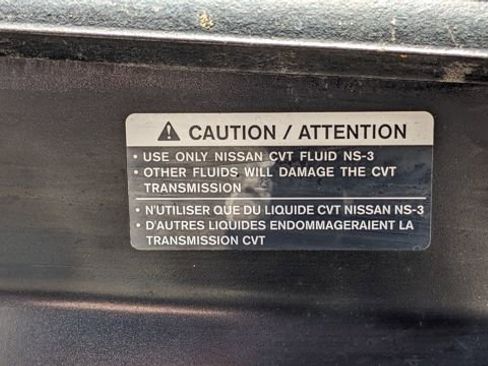 ⚠ CAUTION / ATTENTION
• USE ONLY NISSAN CVT FLUID NS-3
• OTHER FLUIDS WILL DAMAGE THE CVT
TRANSMISSION
• N'UTILISER QUE DU LIQUIDE CVT NISSAN NS-3
• D'AUTRES LIQUIDES ENDOMMAGERAIENT LA
TRANSMISSION CVT